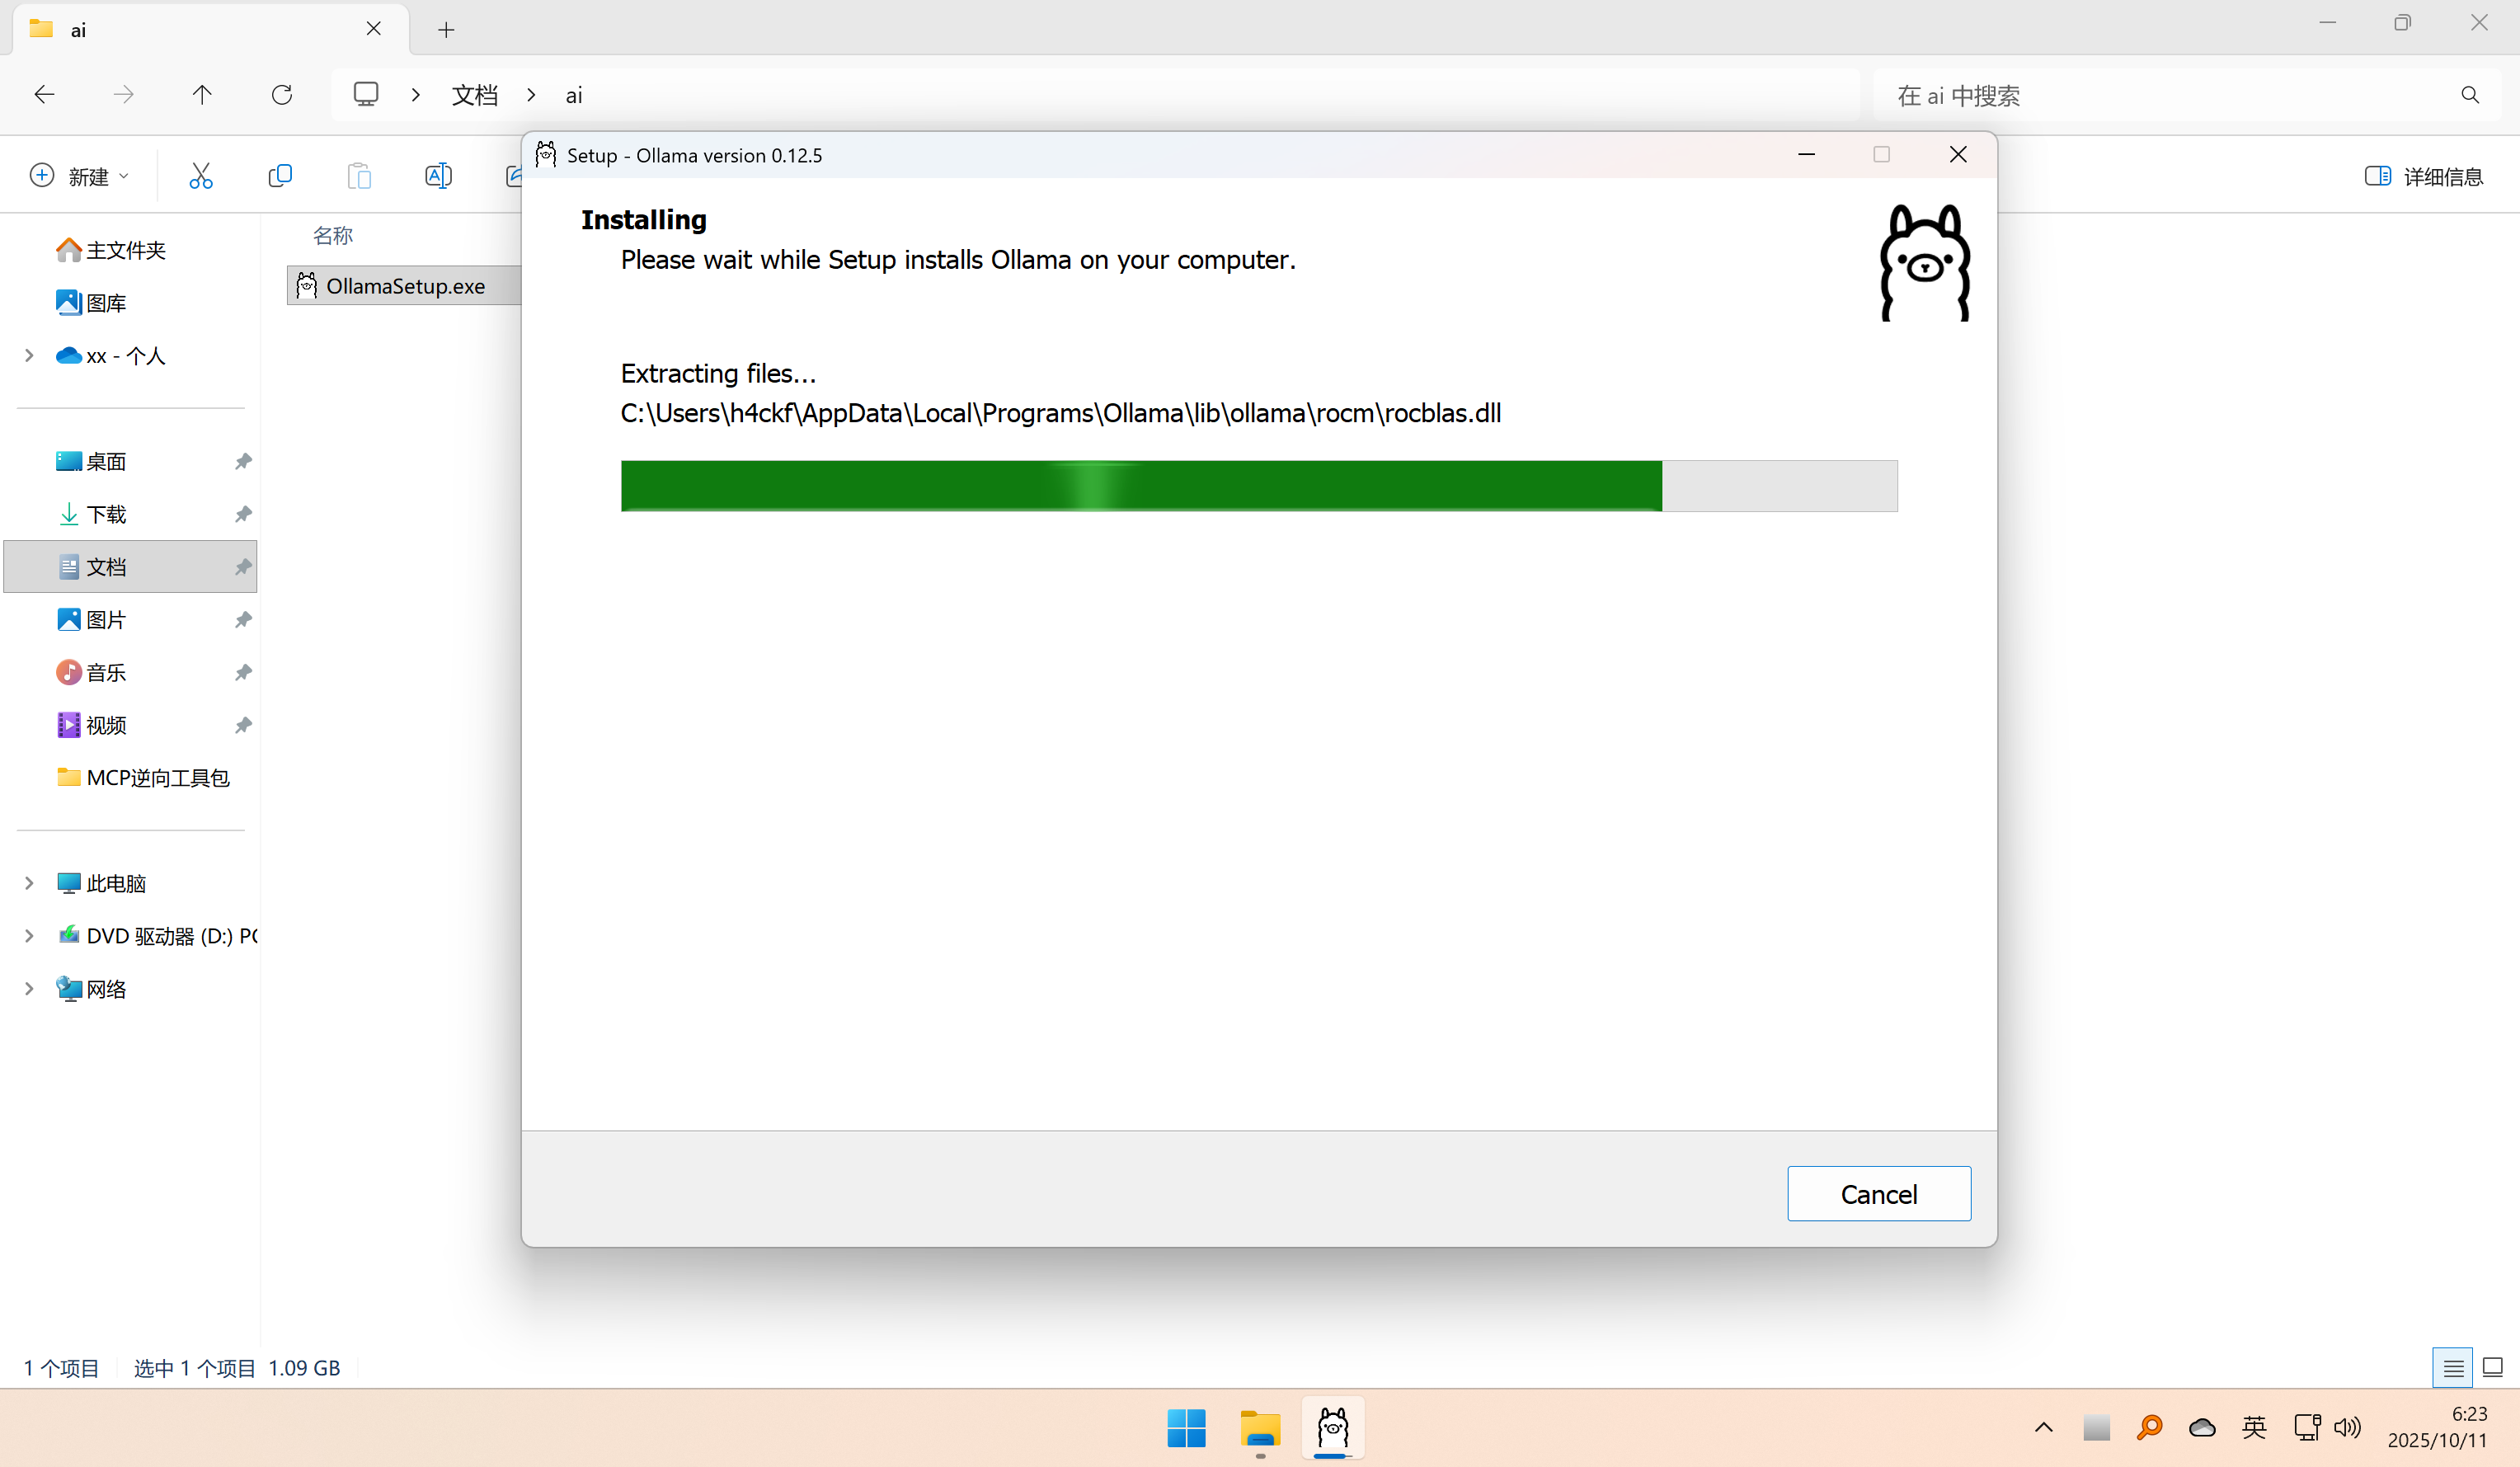 ai
文档 ai
在 ai 中搜索
新建
详细信息
Setup - Ollama version 0.12.5
Installing
Please wait while Setup installs Ollama on your computer.
Extracting files...
C:\Users\h4ckf\AppData\Local\Programs\Ollama\lib\ollama\rocm\rocblas.dll
Cancel
名称
OllamaSetup.exe
主文件夹
图库
xx - 个人
桌面
下载
文档
图片
音乐
视频
MCP逆向工具包
此电脑
DVD 驱动器 (D:) PC
网络
1 个项目 选中 1 个项目 1.09 GB
英
6:23
2025/10/11